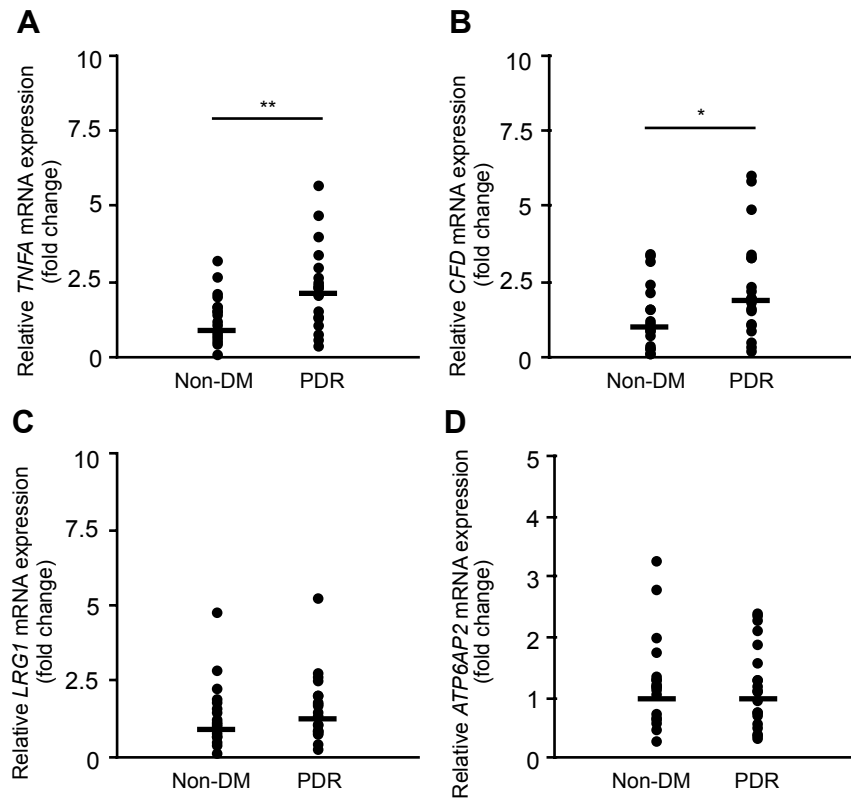 A
Relative TNFA mRNA expression
(fold change)
10
7.5
5
2.5
0
**
Non-DM PDR
B
Relative CFD mRNA expression
(fold change)
10
7.5
5
2.5
0
*
Non-DM PDR
C
Relative LRG1 mRNA expression
(fold change)
10
7.5
5
2.5
0
Non-DM PDR
D
Relative ATP6AP2 mRNA expression
(fold change)
5
4
3
2
1
0
Non-DM PDR